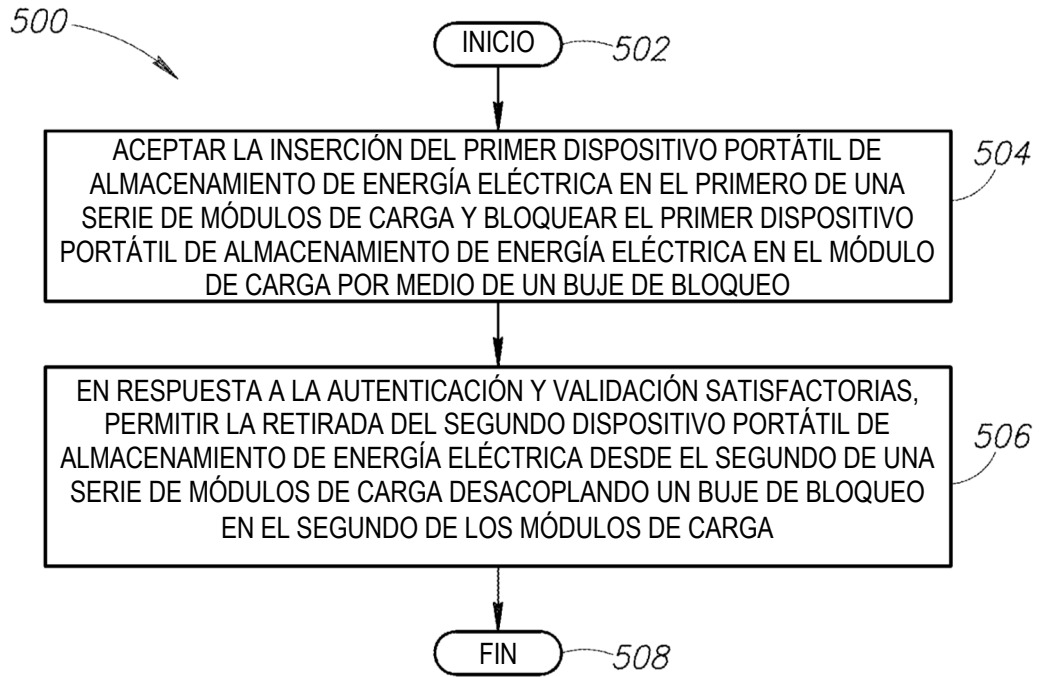 500
INICIO
502
ACEPTAR LA INSERCIÓN DEL PRIMER DISPOSITIVO PORTÁTIL DE
ALMACENAMIENTO DE ENERGÍA ELÉCTRICA EN EL PRIMERO DE UNA
SERIE DE MÓDULOS DE CARGA Y BLOQUEAR EL PRIMER DISPOSITIVO
PORTÁTIL DE ALMACENAMIENTO DE ENERGÍA ELÉCTRICA EN EL MÓDULO
DE CARGA POR MEDIO DE UN BUJE DE BLOQUEO
504
EN RESPUESTA A LA AUTENTICACIÓN Y VALIDACIÓN SATISFACTORIAS,
PERMITIR LA RETIRADA DEL SEGUNDO DISPOSITIVO PORTÁTIL DE
ALMACENAMIENTO DE ENERGÍA ELÉCTRICA DESDE EL SEGUNDO DE UNA
SERIE DE MÓDULOS DE CARGA DESACOPLANDO UN BUJE DE BLOQUEO
EN EL SEGUNDO DE LOS MÓDULOS DE CARGA
506
FIN
508